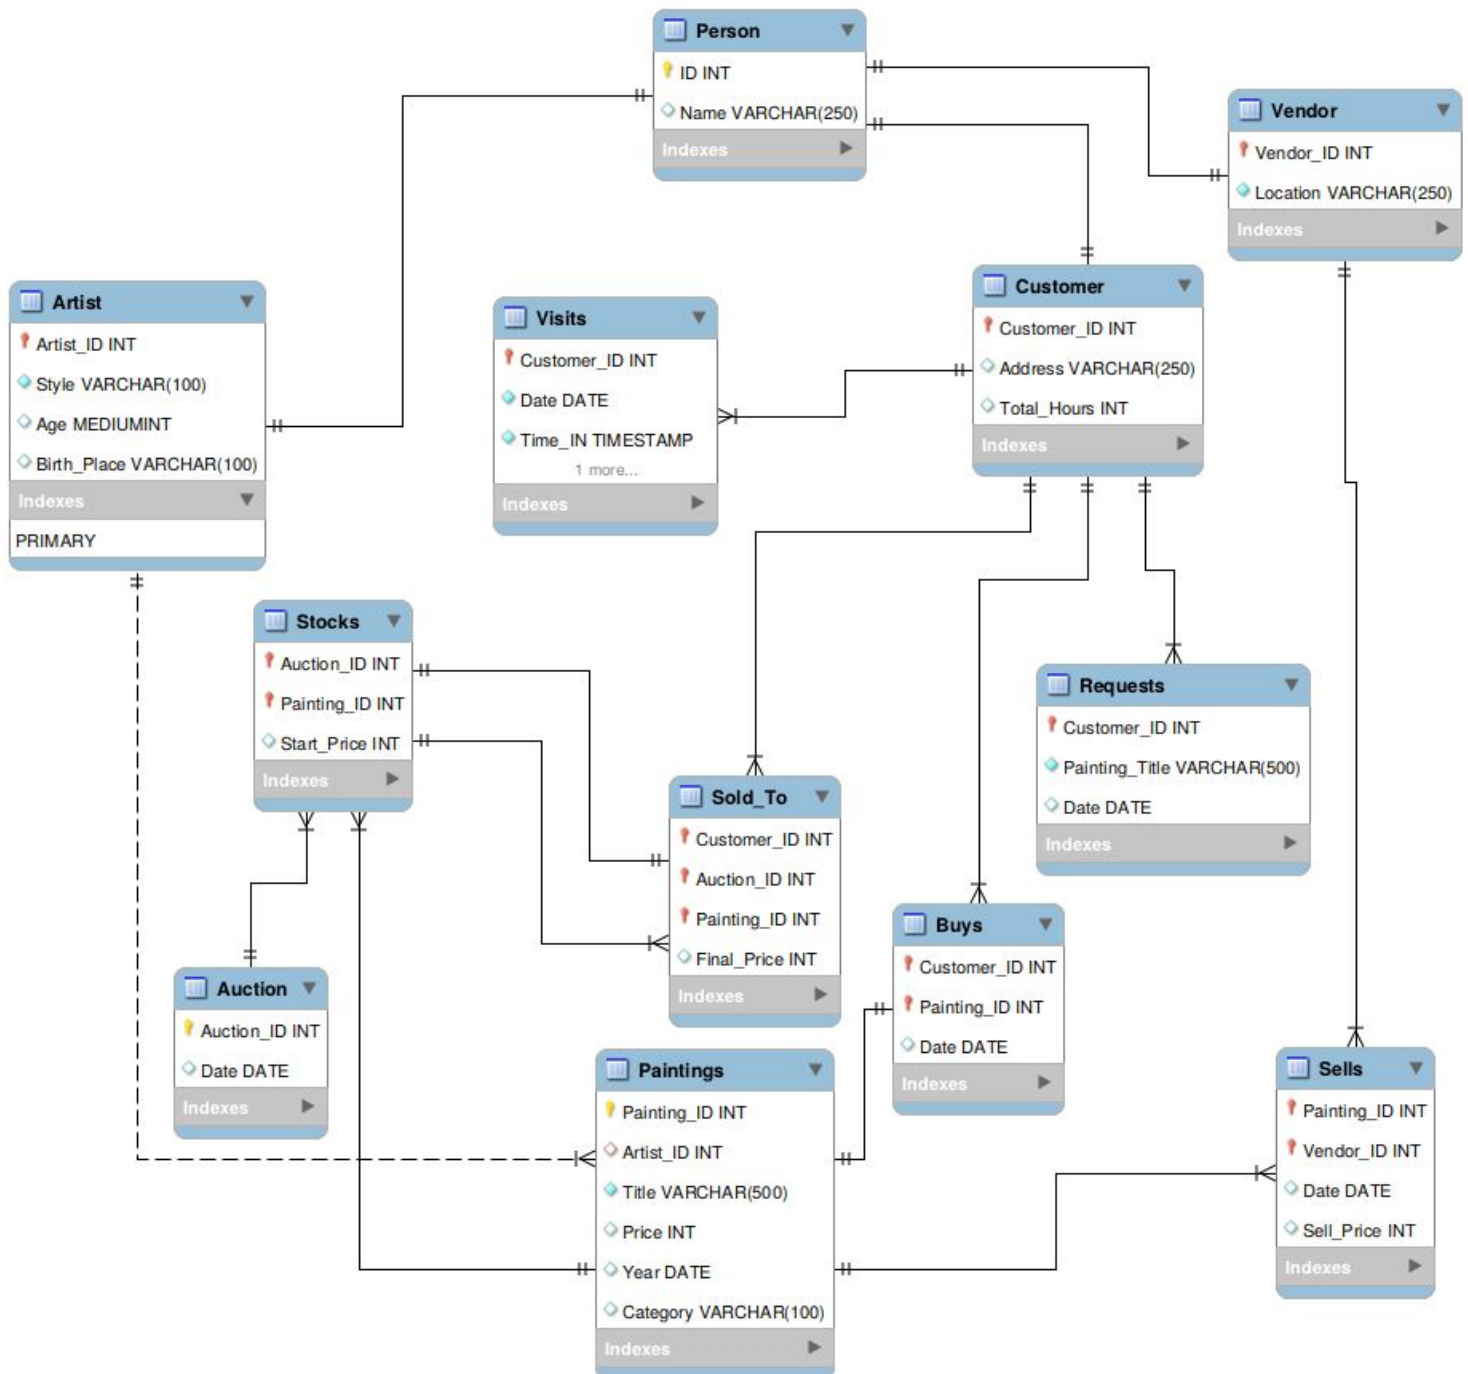 Person
ID INT
Name VARCHAR(250)
Indexes
Vendor
Vendor_ID INT
Location VARCHAR(250)
Indexes
Customer
Customer_ID INT
Address VARCHAR(250)
Total_Hours INT
Indexes
Artist
Artist_ID INT
Style VARCHAR(100)
Age MEDIUMINT
Birth_Place VARCHAR(100)
Indexes
PRIMARY
Visits
Customer_ID INT
Date DATE
Time_IN TIMESTAMP
1 more...
Indexes
Stocks
Auction_ID INT
Painting_ID INT
Start_Price INT
Indexes
Requests
Customer_ID INT
Painting_Title VARCHAR(500)
Date DATE
Indexes
Sold_To
Customer_ID INT
Auction_ID INT
Painting_ID INT
Final_Price INT
Indexes
Buys
Customer_ID INT
Painting_ID INT
Date DATE
Indexes
Auction
Auction_ID INT
Date DATE
Indexes
Paintings
Painting_ID INT
Artist_ID INT
Title VARCHAR(500)
Price INT
Year DATE
Category VARCHAR(100)
Indexes
Sells
Painting_ID INT
Vendor_ID INT
Date DATE
Sell_Price INT
Indexes